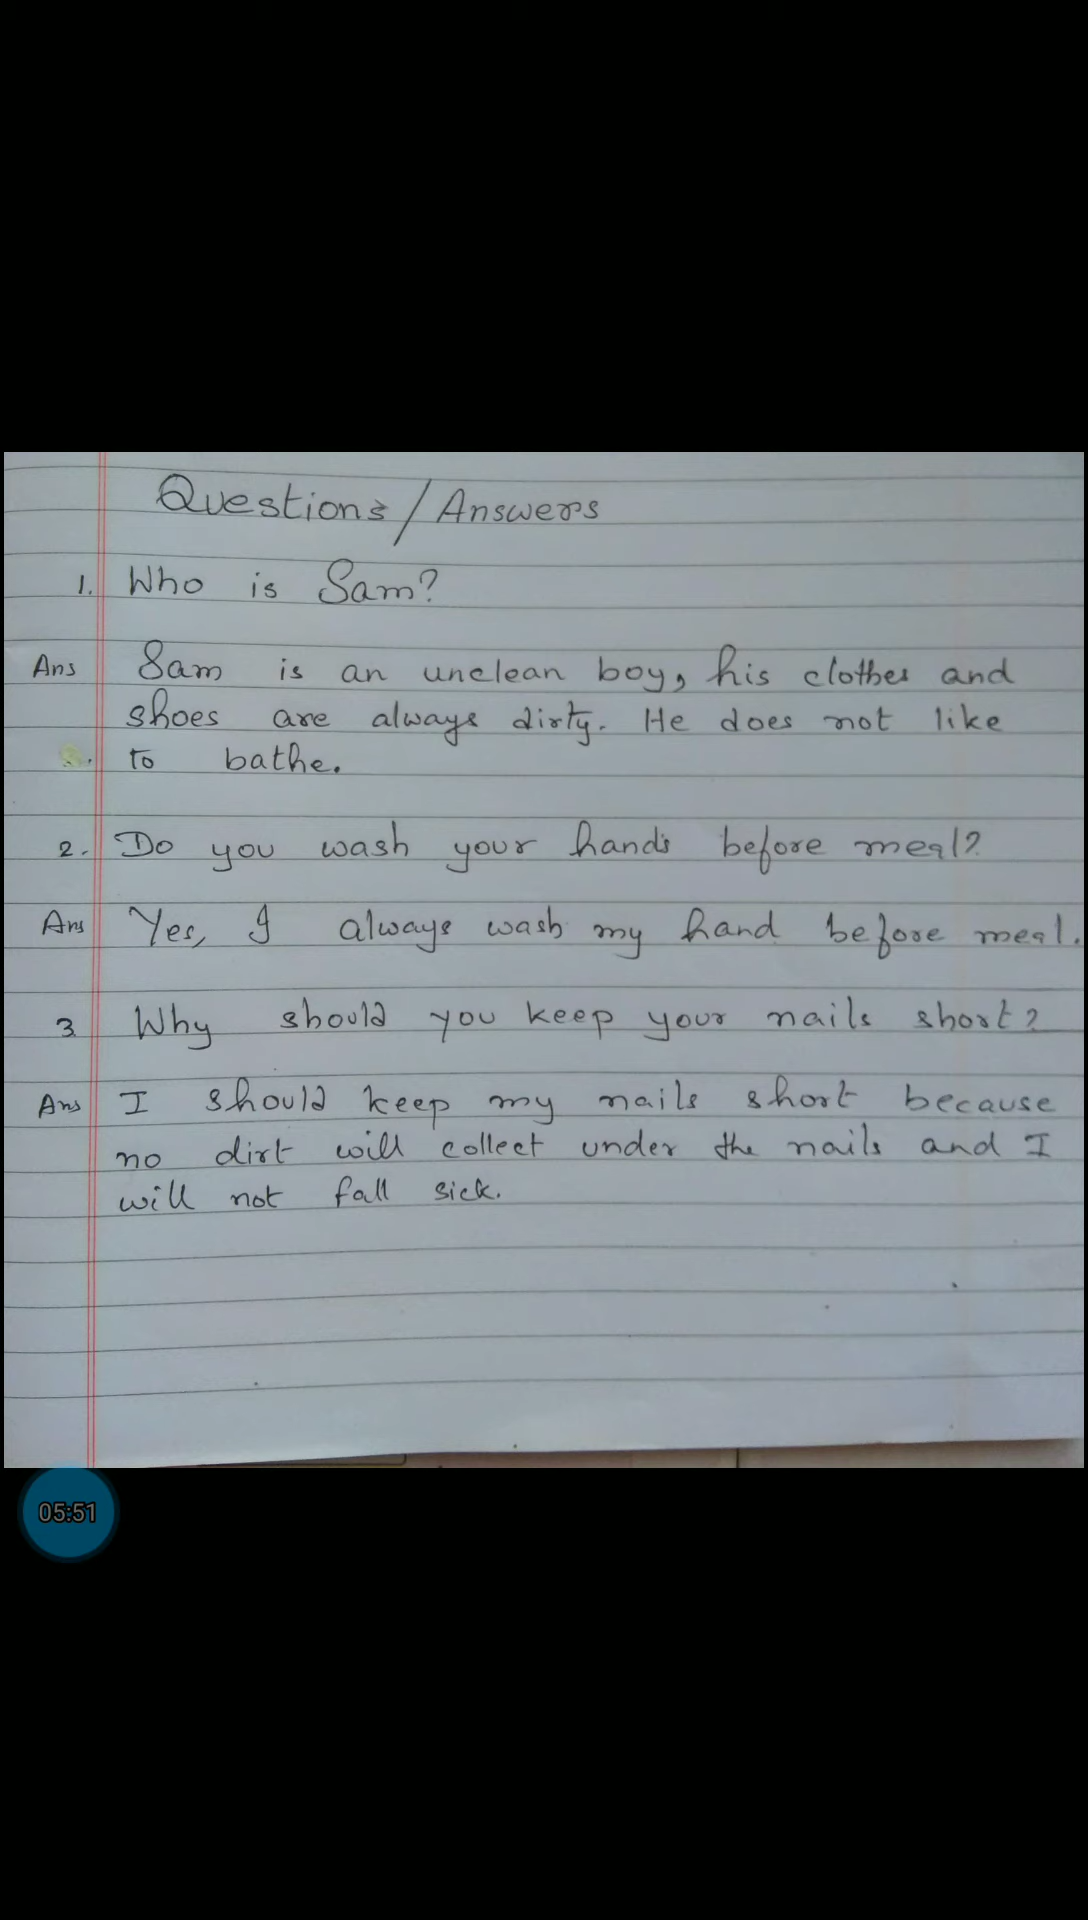 Questions/Answers
1. Who is Sam?
Ans Sam is an unclean boy, his clothes and
shoes are always dirty. He does not like
to bathe.
2. Do you wash your hands before meal?
Ans Yes, I always wash my hand before meal.
3 Why should you keep your nails short?
Ans I should keep my nails short because
no dirt will collect under the nails and I
will not fall sick.
05:51